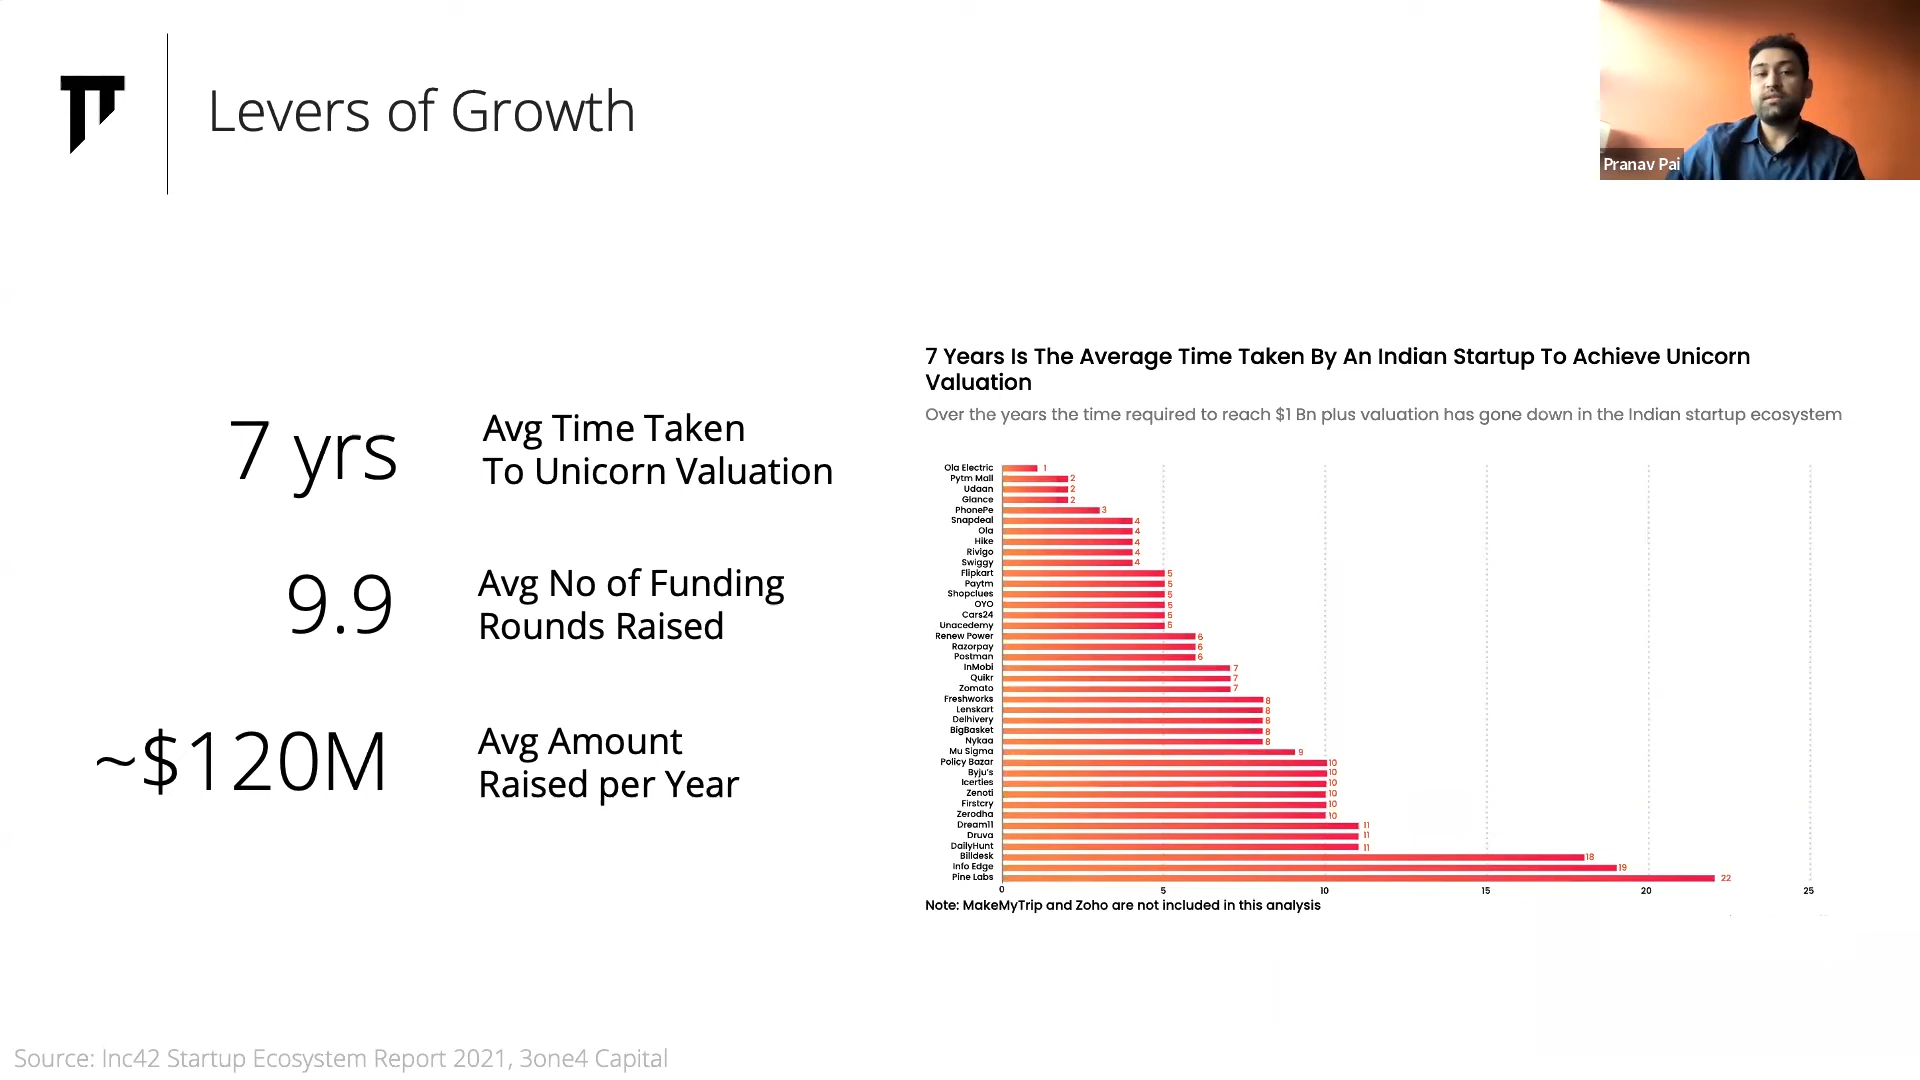 Levers of Growth
Pranav Pai
7 yrs
Avg Time Taken
To Unicorn Valuation
9.9
Avg No of Funding
Rounds Raised
~$120M
Avg Amount
Raised per Year
7 Years Is The Average Time Taken By An Indian Startup To Achieve Unicorn
Valuation
Over the years the time required to reach $1 Bn plus valuation has gone down in the Indian startup ecosystem
Ola Electric 1
Pytm Mall 2
Udaan 2
Glance 2
PhonePe 3
Snapdeal 4
Ola 4
Hike 4
Rivigo 4
Swiggy 4
Flipkart 5
Paytm 5
Shopclues 5
OYO 5
Cars24 5
Unacedemy 5
Renew Power 6
Razorpay 6
Postman 6
InMobi 7
Quikr 7
Zomato 7
Freshworks 8
Lenskart 8
Delhivery 8
BigBasket 8
Nykaa 8
Mu Sigma 9
Policy Bazar 10
Byju's 10
Icerties 10
Zenoti 10
Firstcry 10
Zerodha 10
Dream11 11
Druva 11
DailyHunt 11
Billdesk 18
Info Edge 19
Pine Labs 22
0 5 10 15 20 25
Note: MakeMyTrip and Zoho are not included in this analysis
Source: Inc42 Startup Ecosystem Report 2021, 3one4 Capital